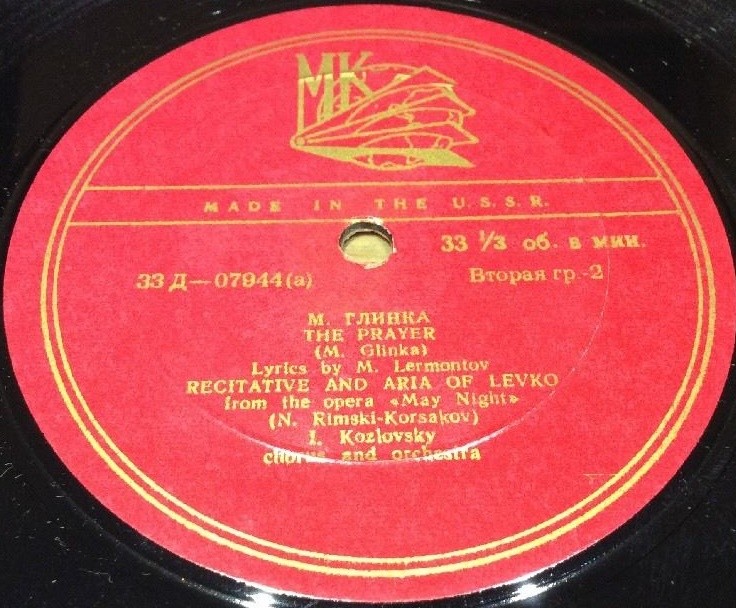 МК
MADE IN THE U.S.S.R.
33 ⅓ об. в мин.
33Д—07944(а)
Вторая гр.-2
М. ГЛИНКА
THE PRAYER
(M. Glinka)
Lyrics by M. Lermontov
RECITATIVE AND ARIA OF LEVKO
from the opera «May Night»
(N. Rimski-Korsakov)
I. Kozlovsky
chorus and orchestra